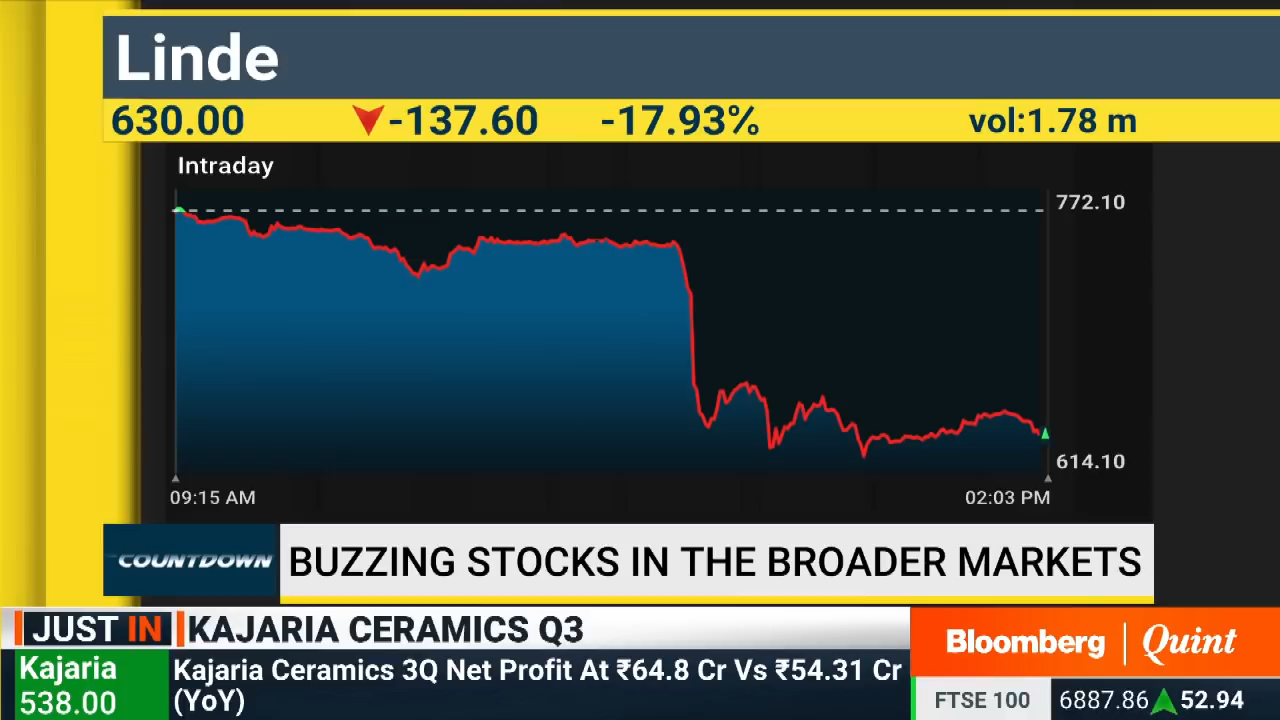 Linde
630.00 -137.60 -17.93% vol:1.78 m
Intraday
772.10
614.10
09:15 AM 02:03 PM
COUNTDOWN BUZZING STOCKS IN THE BROADER MARKETS
JUST IN KAJARIA CERAMICS Q3
Kajaria
538.00
Kajaria Ceramics 3Q Net Profit At ₹64.8 Cr Vs ₹54.31 Cr
(YoY)
Bloomberg | Quint
FTSE 100 6887.86 52.94